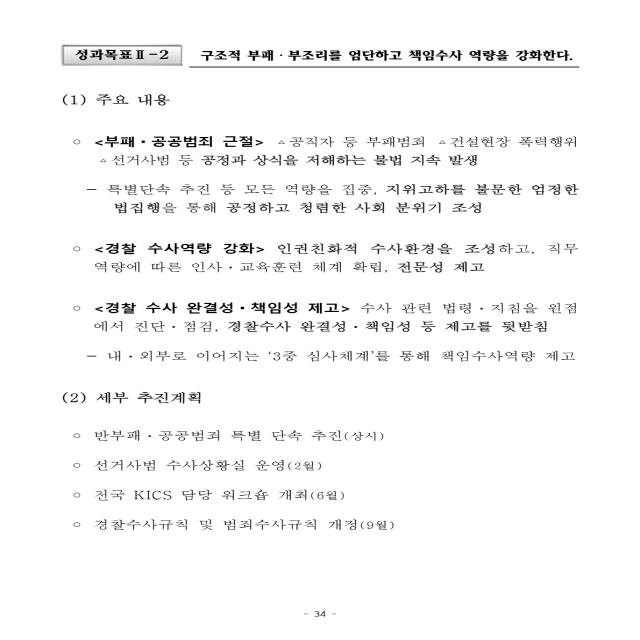 성과목표Ⅱ-2 구조적 부패·부조리를 엄단하고 책임수사 역량을 강화한다.
(1) 주요 내용
○ <부패·공공범죄 근절> △공직자 등 부패범죄 △건설현장 폭력행위
△선거사범 등 공정과 상식을 저해하는 불법 지속 발생
- 특별단속 추진 등 모든 역량을 집중, 지위고하를 불문한 엄정한
법집행을 통해 공정하고 청렴한 사회 분위기 조성
○ <경찰 수사역량 강화> 인권친화적 수사환경을 조성하고, 직무
역량에 따른 인사·교육훈련 체계 확립, 전문성 제고
○ <경찰 수사 완결성·책임성 제고> 수사 관련 법령·지침을 원점
에서 진단·점검, 경찰수사 완결성·책임성 등 제고를 뒷받침
- 내·외부로 이어지는 '3중 심사체계'를 통해 책임수사역량 제고
(2) 세부 추진계획
○ 반부패·공공범죄 특별 단속 추진(상시)
○ 선거사범 수사상황실 운영(2월)
○ 전국 KICS 담당 워크숍 개최(6월)
○ 경찰수사규칙 및 범죄수사규칙 개정(9월)
- 34 -